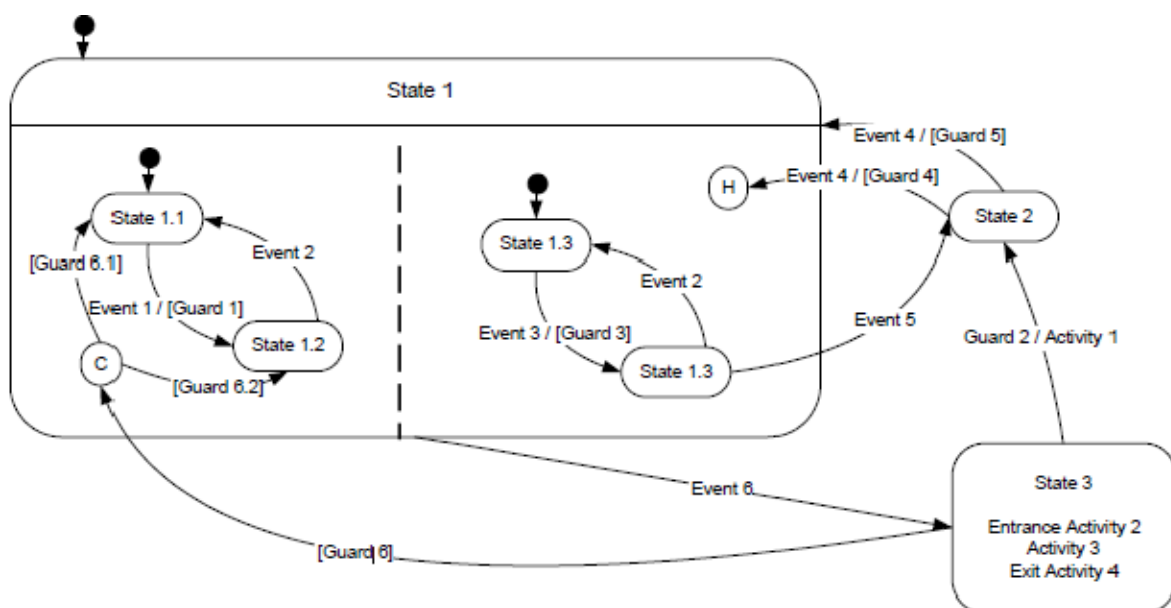 State 1
Event 4 / [Guard 5]
Event 4 / [Guard 4]
H
State 1.1
State 2
State 1.3
Event 2
[Guard 6.1]
Event 2
Event 1 / [Guard 1]
Event 5
Event 3 / [Guard 3]
Guard 2 / Activity 1
State 1.2
C
State 1.3
[Guard 6.2]
State 3
Event 6
Entrance Activity 2
Activity 3
[Guard 6]
Exit Activity 4